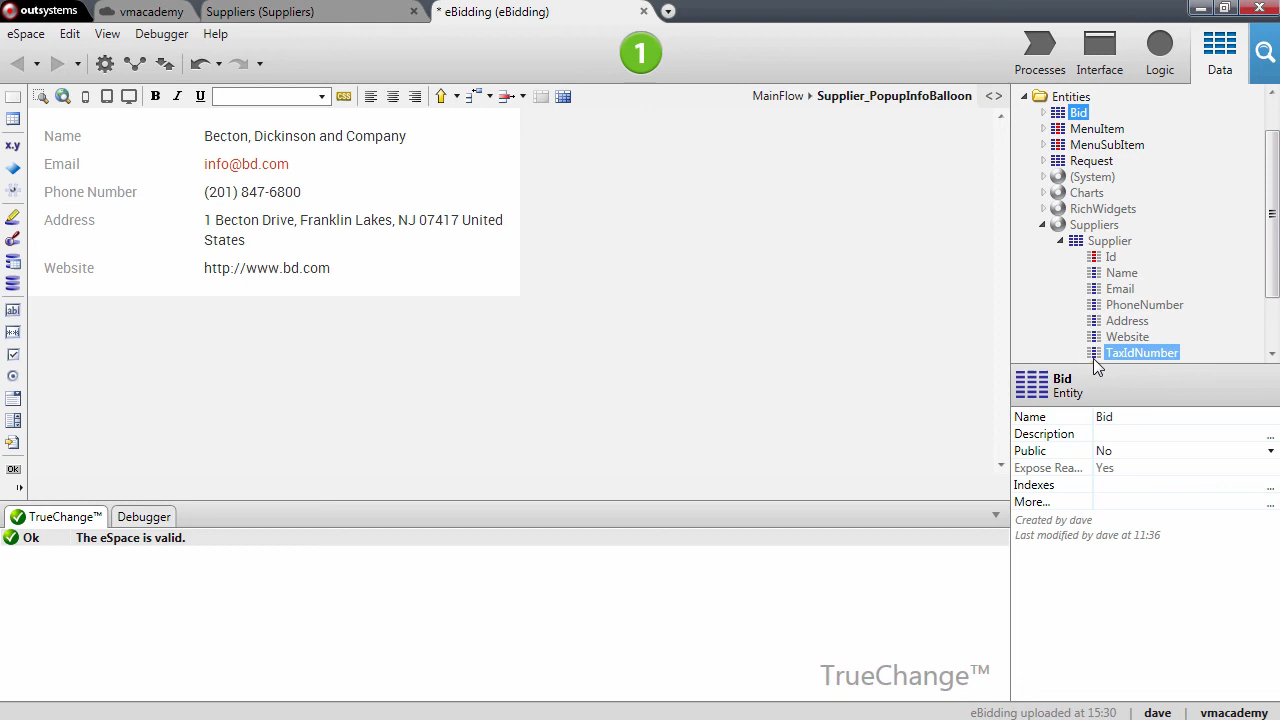 outsystems
vmacademy
Suppliers (Suppliers)
* eBidding (eBidding)
eSpace Edit View Debugger Help
1
Processes Interface Logic Data
B I U
CSS
MainFlow Supplier_PopupInfoBalloon <>
Name Becton, Dickinson and Company
Email info@bd.com
Phone Number (201) 847-6800
Address 1 Becton Drive, Franklin Lakes, NJ 07417 United
States
Website http://www.bd.com
x.y
abl
OK
Entities
Bid
MenuItem
MenuSubItem
Request
(System)
Charts
RichWidgets
Suppliers
Supplier
Id
Name
Email
PhoneNumber
Address
Website
TaxIdNumber
Bid
Entity
Name Bid
Description ...
Public No
Expose Rea... Yes
Indexes ...
More... ...
Created by dave
Last modified by dave at 11:36
TrueChange™ Debugger
Ok The eSpace is valid.
TrueChange™
eBidding uploaded at 15:30 dave vmacademy